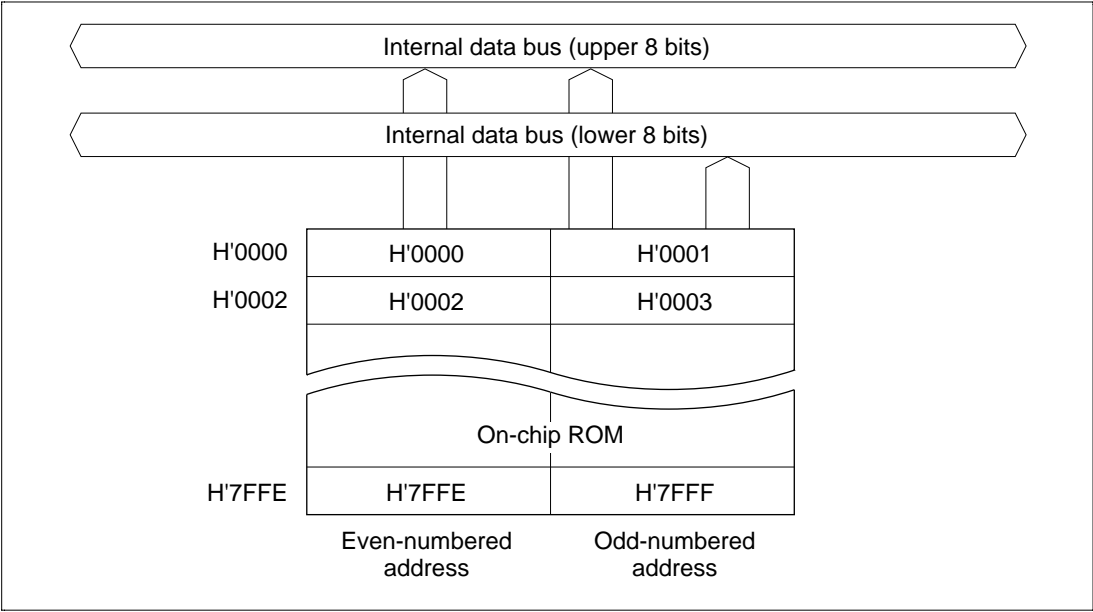 Internal data bus (upper 8 bits)
Internal data bus (lower 8 bits)
H'0000 H'0000 H'0001
H'0002 H'0002 H'0003
On-chip ROM
H'7FFE H'7FFE H'7FFF
Even-numbered address
Odd-numbered address